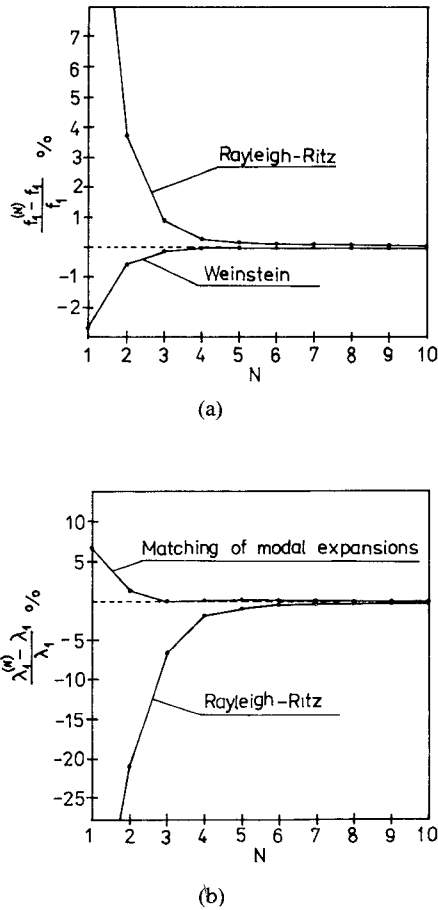 7
6
5
4
3
2
1
-1
-2
f₁⁽ᴺ⁾ - f₁ / f₁ %
Rayleigh-Ritz
Weinstein
1 2 3 4 5 6 7 8 9 10
N
(a)
10
5
-5
-10
-15
-20
-25
λ₁⁽ᴺ⁾ - λ₁ / λ₁ %
Matching of modal expansions
Rayleigh-Ritz
1 2 3 4 5 6 7 8 9 10
N
(b)